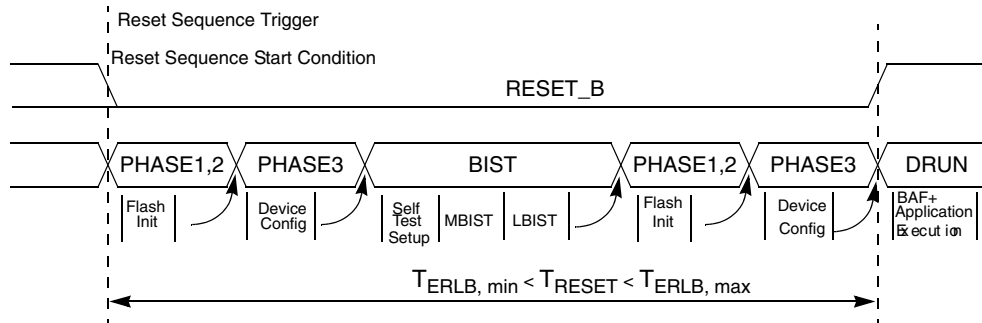 Reset Sequence Trigger
Reset Sequence Start Condition
RESET_B
PHASE1,2 PHASE3 BIST PHASE1,2 PHASE3 DRUN
Flash Init
Device Config
Self Test Setup
MBIST
LBIST
Flash Init
Device Config
BAF+
Application
Execution
TERLB, min < TRESET < TERLB, max